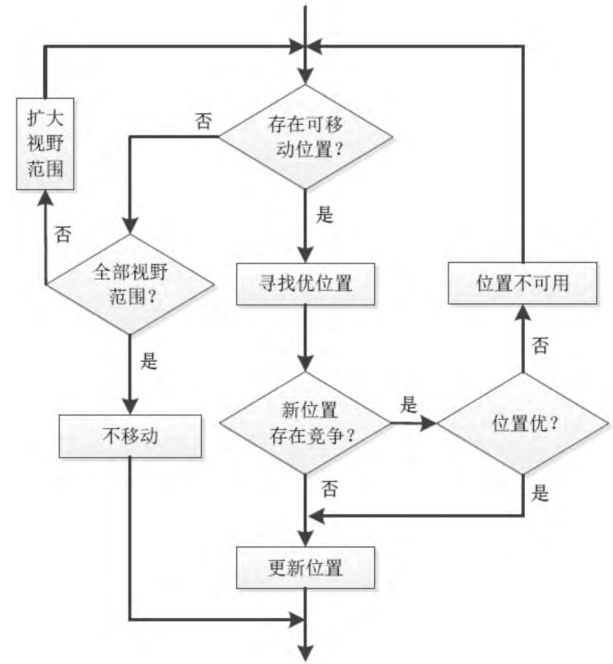 扩大
视野
范围
否
存在可移
动位置？
否
是
全部视野
范围？
寻找优位置
位置不可用
否
是
新位置
存在竞争？
是
位置优？
不移动
否
是
更新位置